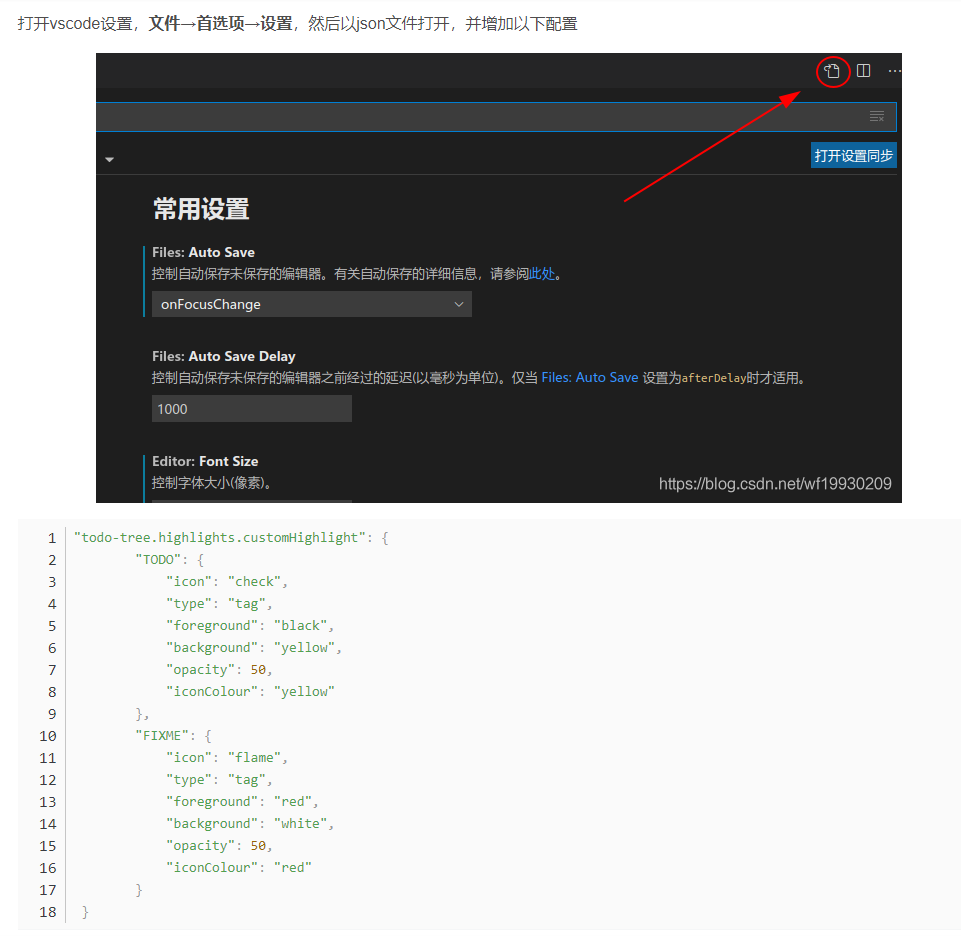 打开vscode设置，文件→首选项→设置，然后以json文件打开，并增加以下配置
打开设置同步
常用设置
Files: Auto Save
控制自动保存未保存的编辑器。有关自动保存的详细信息，请参阅此处。
onFocusChange
Files: Auto Save Delay
控制自动保存未保存的编辑器之前经过的延迟(以毫秒为单位)。仅当 Files: Auto Save 设置为afterDelay时才适用。
1000
Editor: Font Size
控制字体大小(像素)。
https://blog.csdn.net/wf19930209
1 "todo-tree.highlights.customHighlight": {
2 "TODO": {
3 "icon": "check",
4 "type": "tag",
5 "foreground": "black",
6 "background": "yellow",
7 "opacity": 50,
8 "iconColour": "yellow"
9 },
10 "FIXME": {
11 "icon": "flame",
12 "type": "tag",
13 "foreground": "red",
14 "background": "white",
15 "opacity": 50,
16 "iconColour": "red"
17 }
18 }